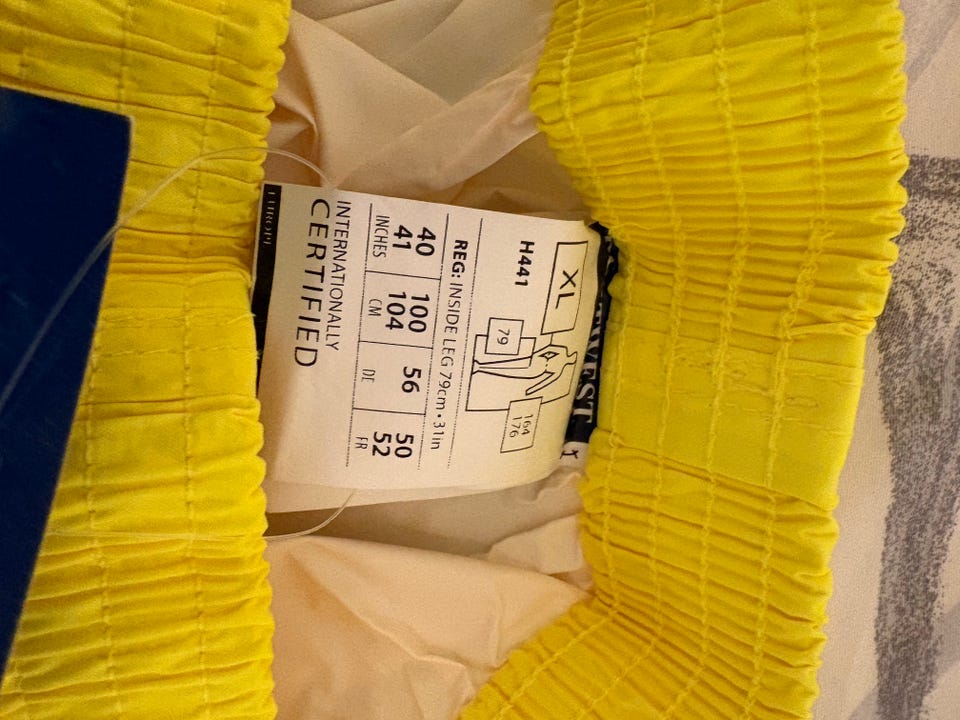 XL
H441
79
164
176
REG: INSIDE LEG 79cm • 31in
40 100 56 50
41 104 52
INCHES CM DE FR
INTERNATIONALLY
CERTIFIED
EUROPE